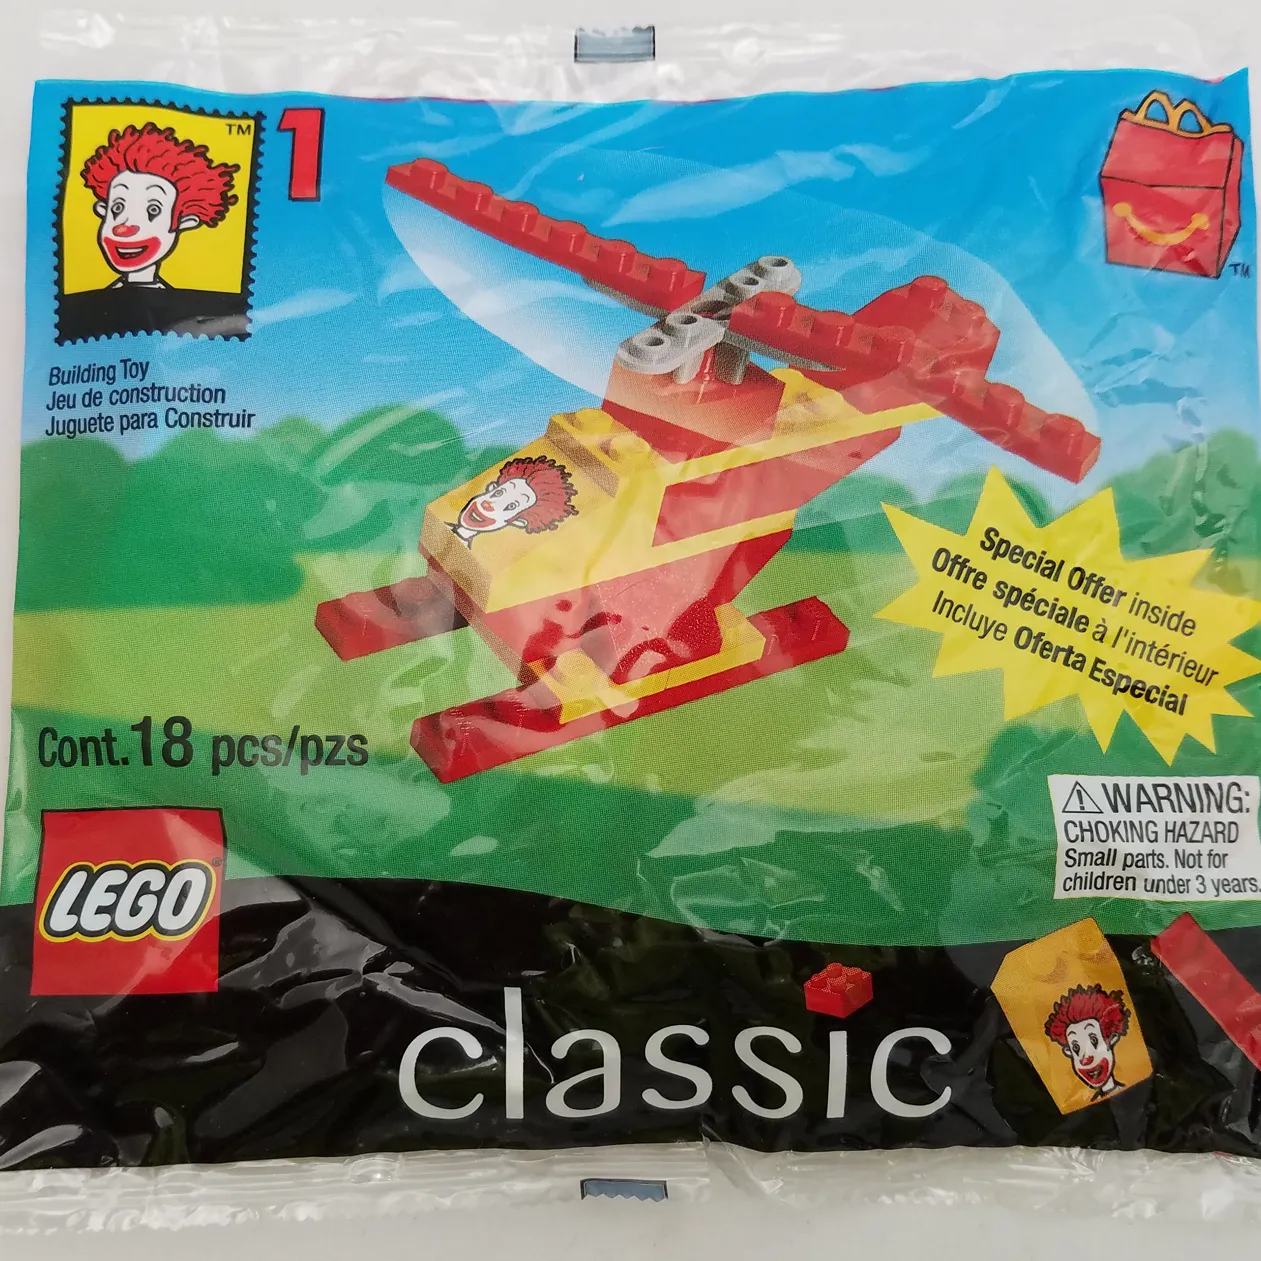 TM
1
TM
Building Toy
Jeu de construction
Juguete para Construir
Special Offer inside
Offre spéciale à l'intérieur
Incluye Oferta Especial
Cont.18 pcs/pzs
⚠WARNING:
CHOKING HAZARD
Small parts. Not for
children under 3 years.
LEGO®
classic